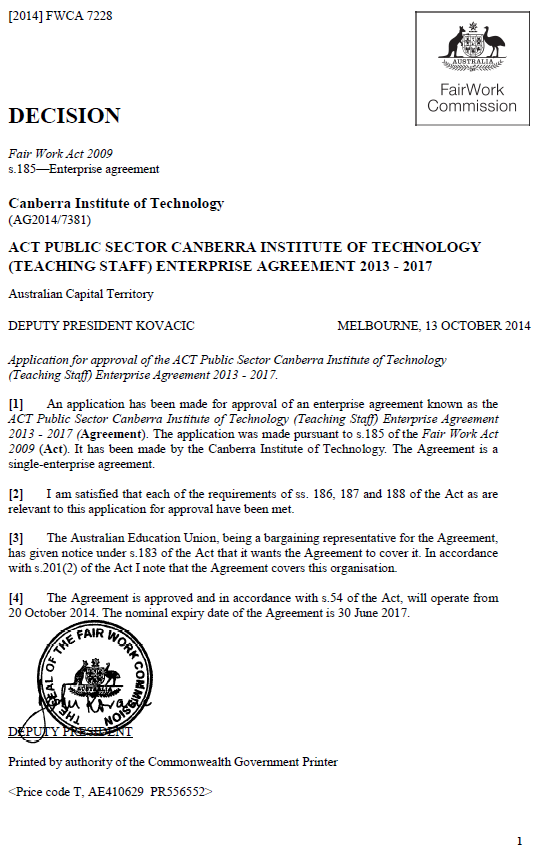 [2014] FWCA 7228
AUSTRALIA
FairWork
Commission
DECISION
Fair Work Act 2009
s.185—Enterprise agreement
Canberra Institute of Technology
(AG2014/7381)
ACT PUBLIC SECTOR CANBERRA INSTITUTE OF TECHNOLOGY
(TEACHING STAFF) ENTERPRISE AGREEMENT 2013 - 2017
Australian Capital Territory
DEPUTY PRESIDENT KOVACIC MELBOURNE, 13 OCTOBER 2014
Application for approval of the ACT Public Sector Canberra Institute of Technology
(Teaching Staff) Enterprise Agreement 2013 - 2017.
[1] An application has been made for approval of an enterprise agreement known as the
ACT Public Sector Canberra Institute of Technology (Teaching Staff) Enterprise Agreement
2013 - 2017 (Agreement). The application was made pursuant to s.185 of the Fair Work Act
2009 (Act). It has been made by the Canberra Institute of Technology. The Agreement is a
single-enterprise agreement.
[2] I am satisfied that each of the requirements of ss. 186, 187 and 188 of the Act as are
relevant to this application for approval have been met.
[3] The Australian Education Union, being a bargaining representative for the Agreement,
has given notice under s.183 of the Act that it wants the Agreement to cover it. In accordance
with s.201(2) of the Act I note that the Agreement covers this organisation.
[4] The Agreement is approved and in accordance with s.54 of the Act, will operate from
20 October 2014. The nominal expiry date of the Agreement is 30 June 2017.
THE SEAL OF THE FAIR WORK COMMISSION
AUSTRALIA
DEPUTY PRESIDENT
Printed by authority of the Commonwealth Government Printer
<Price code T, AE410629 PR556552>
1